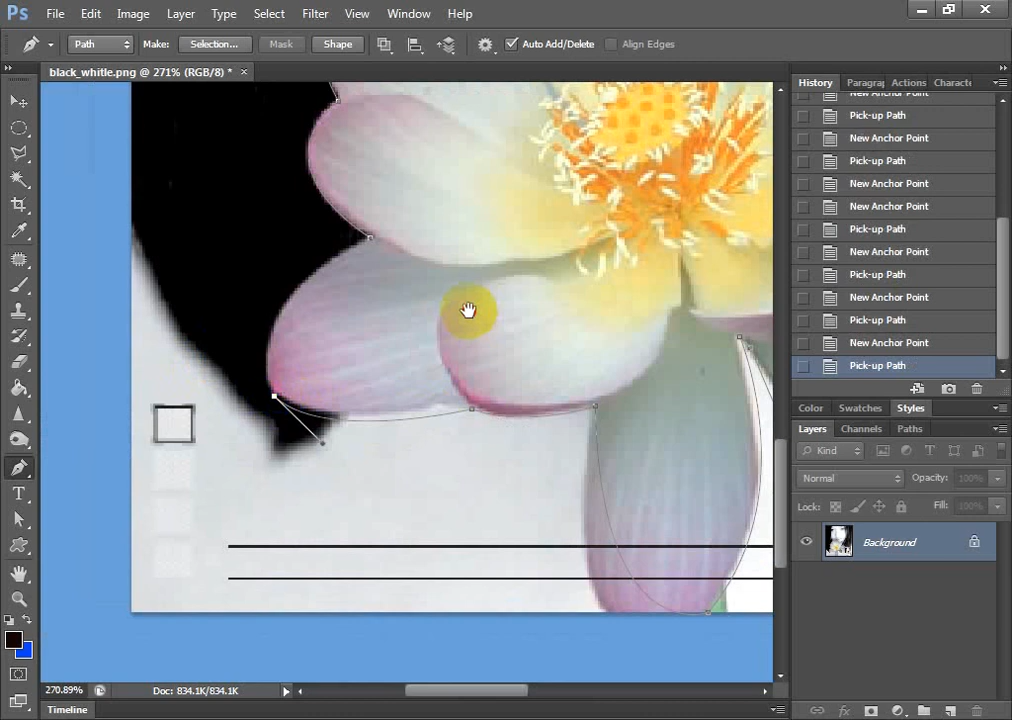 Ps File Edit Image Layer Type Select Filter View Window Help
Path Make: Selection... Mask Shape Auto Add/Delete Align Edges
black_whitle.png @ 271% (RGB/8) * ×
History Paragra Actions Characte
New Anchor Point
Pick-up Path
New Anchor Point
Pick-up Path
New Anchor Point
New Anchor Point
Pick-up Path
New Anchor Point
Pick-up Path
New Anchor Point
Pick-up Path
New Anchor Point
Pick-up Path
Color Swatches Styles
Layers Channels Paths
Kind
Normal Opacity: 100%
Lock: Fill: 100%
Background
270.89% Doc: 834.1K/834.1K
Timeline